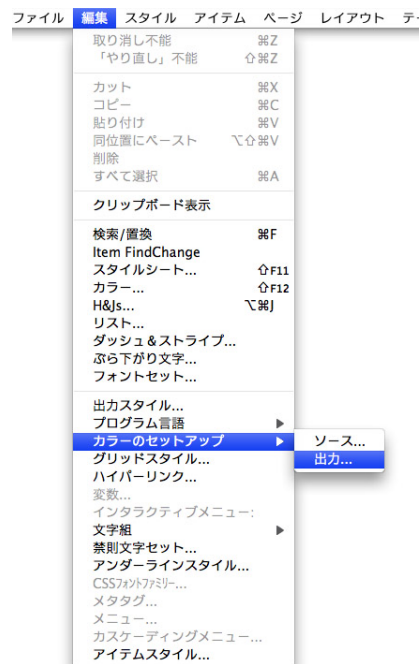 ファイル 編集 スタイル アイテム ページ レイアウト
取り消し不能 ⌘Z
「やり直し」不能 ⇧⌘Z
カット ⌘X
コピー ⌘C
貼り付け ⌘V
同位置にペースト ⌥⇧⌘V
削除
すべて選択 ⌘A
クリップボード表示
検索/置換 ⌘F
Item FindChange
スタイルシート... ⇧F11
カラー... ⇧F12
H&Js... ⌥⌘J
リスト...
ダッシュ＆ストライプ...
ぶら下がり文字...
フォントセット...
出力スタイル...
プログラム言語 ▶
カラーのセットアップ ▶ ソース...
グリッドスタイル... 出力...
ハイパーリンク...
変数...
インタラクティブメニュー:
文字組 ▶
禁則文字セット...
アンダーラインスタイル...
CSSフォントファミリー...
メタタグ...
メニュー...
カスケーディングメニュー...
アイテムスタイル...